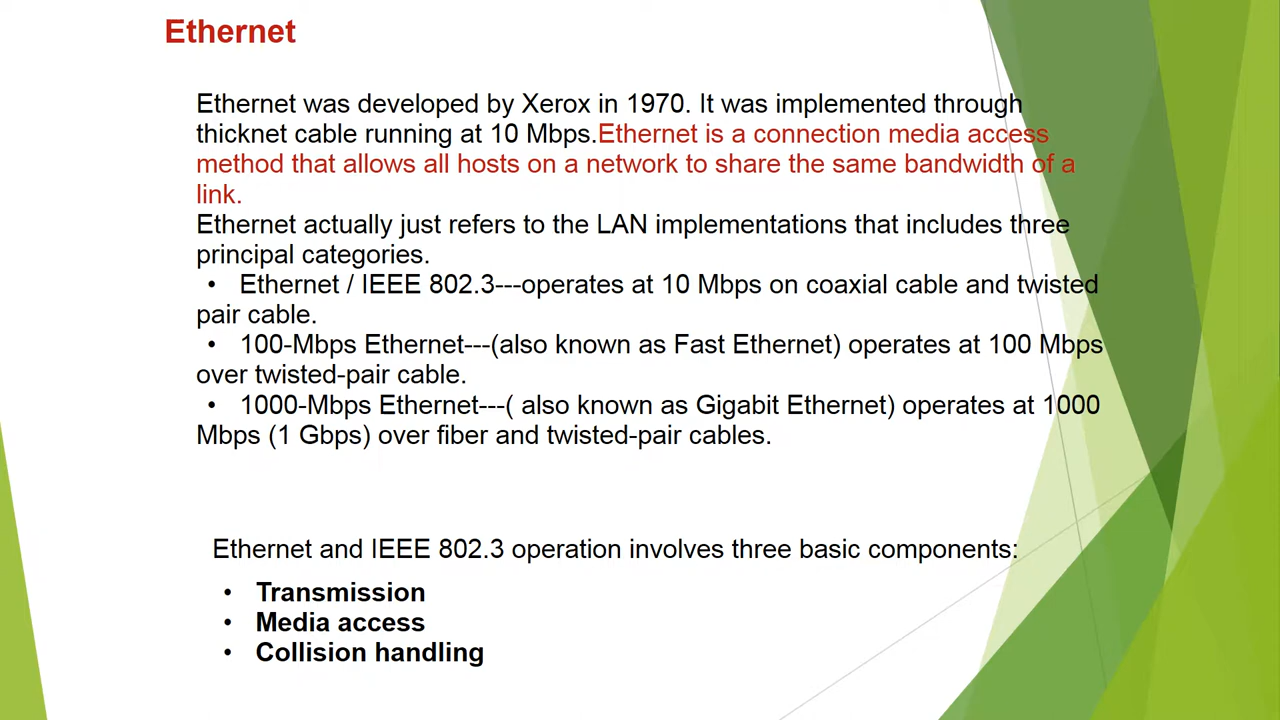 Ethernet
Ethernet was developed by Xerox in 1970. It was implemented through
thicknet cable running at 10 Mbps.Ethernet is a connection media access
method that allows all hosts on a network to share the same bandwidth of a
link.
Ethernet actually just refers to the LAN implementations that includes three
principal categories.
• Ethernet / IEEE 802.3---operates at 10 Mbps on coaxial cable and twisted
pair cable.
• 100-Mbps Ethernet---(also known as Fast Ethernet) operates at 100 Mbps
over twisted-pair cable.
• 1000-Mbps Ethernet---( also known as Gigabit Ethernet) operates at 1000
Mbps (1 Gbps) over fiber and twisted-pair cables.
Ethernet and IEEE 802.3 operation involves three basic components:
• Transmission
• Media access
• Collision handling